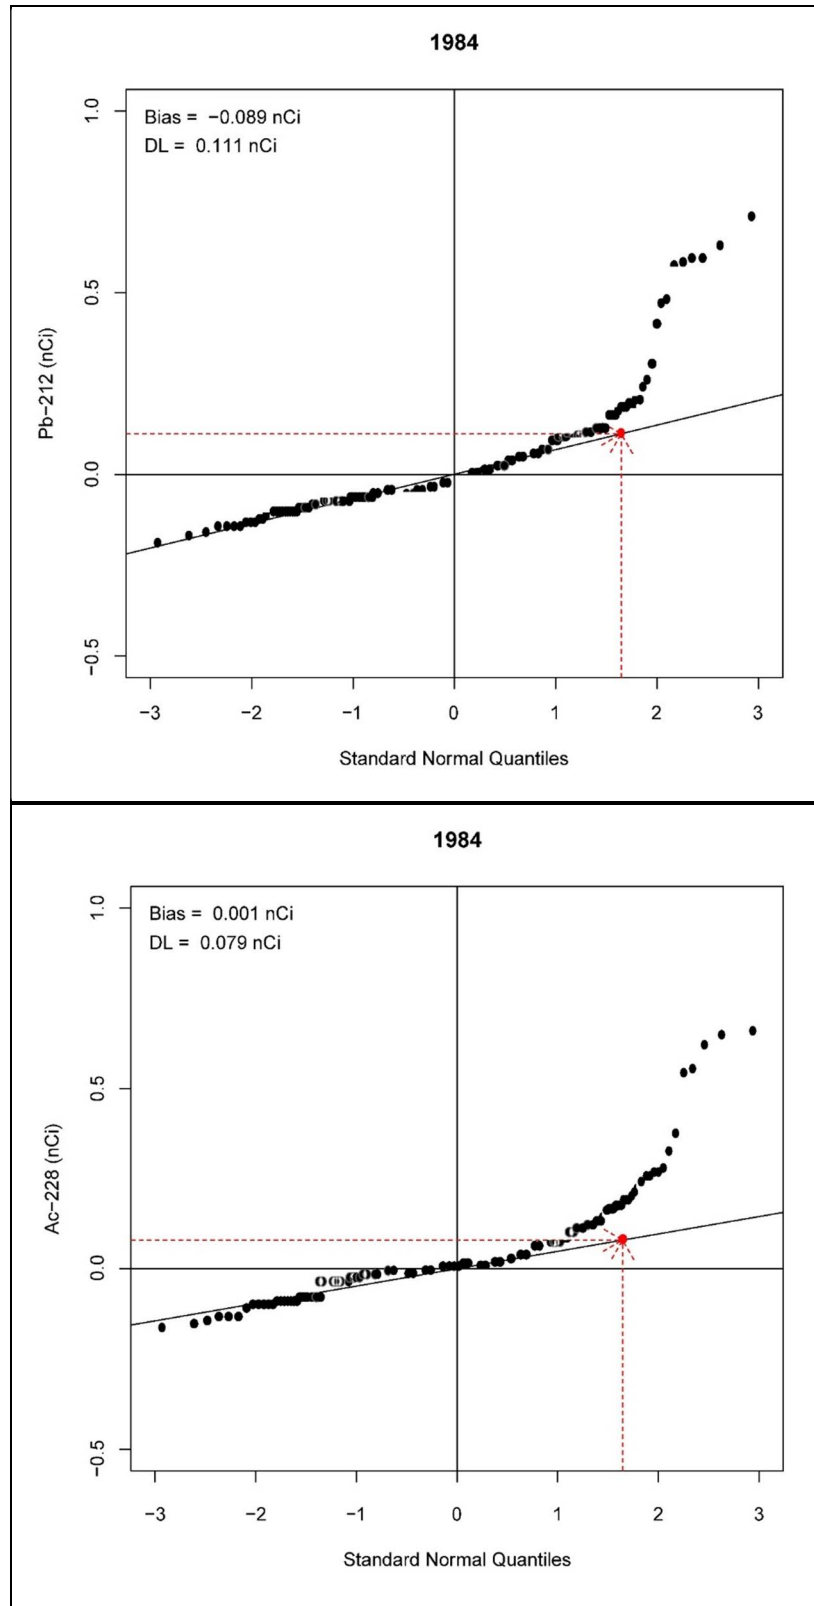 1984
Bias = −0.089 nCi
DL = 0.111 nCi
Pb−212 (nCi)
1.0
0.5
0.0
−0.5
−3 −2 −1 0 1 2 3
Standard Normal Quantiles
1984
Bias = 0.001 nCi
DL = 0.079 nCi
Ac−228 (nCi)
1.0
0.5
0.0
−0.5
−3 −2 −1 0 1 2 3
Standard Normal Quantiles